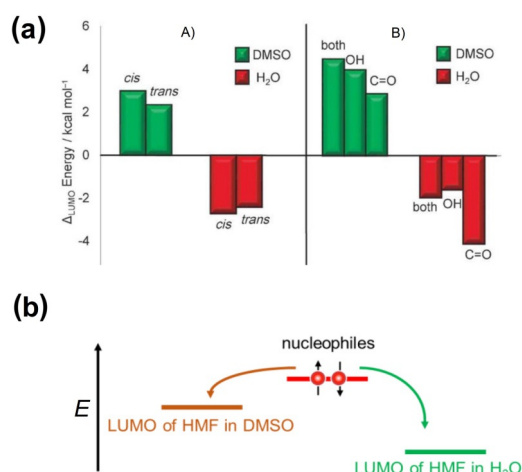 (a)
A)
B)
6
4
2
0
-2
-4
Δ_LUMO Energy / kcal mol⁻¹
DMSO
H₂O
cis
trans
cis
trans
DMSO
H₂O
both
OH
C=O
both
OH
C=O
(b)
nucleophiles
E
LUMO of HMF in DMSO
LUMO of HMF in H₂O